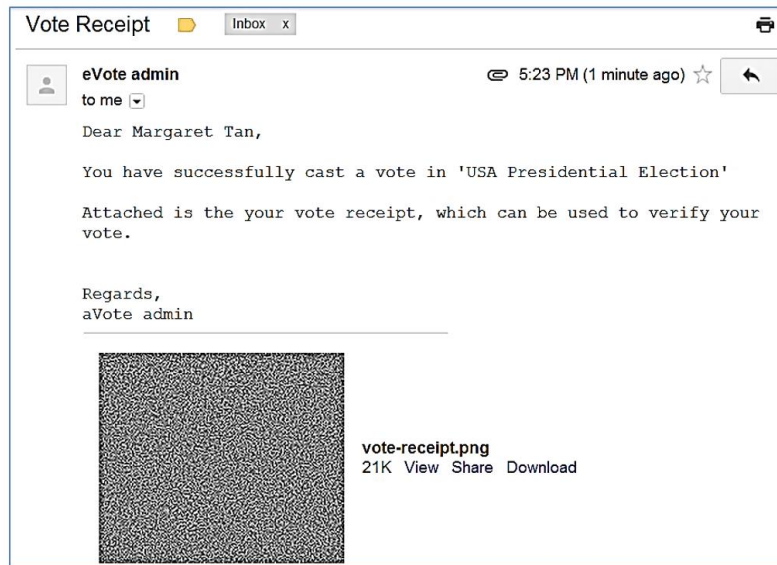 Vote Receipt Inbox x
eVote admin 5:23 PM (1 minute ago)
to me
Dear Margaret Tan,
You have successfully cast a vote in 'USA Presidential Election'
Attached is the your vote receipt, which can be used to verify your
vote.
Regards,
aVote admin
vote-receipt.png
21K View Share Download